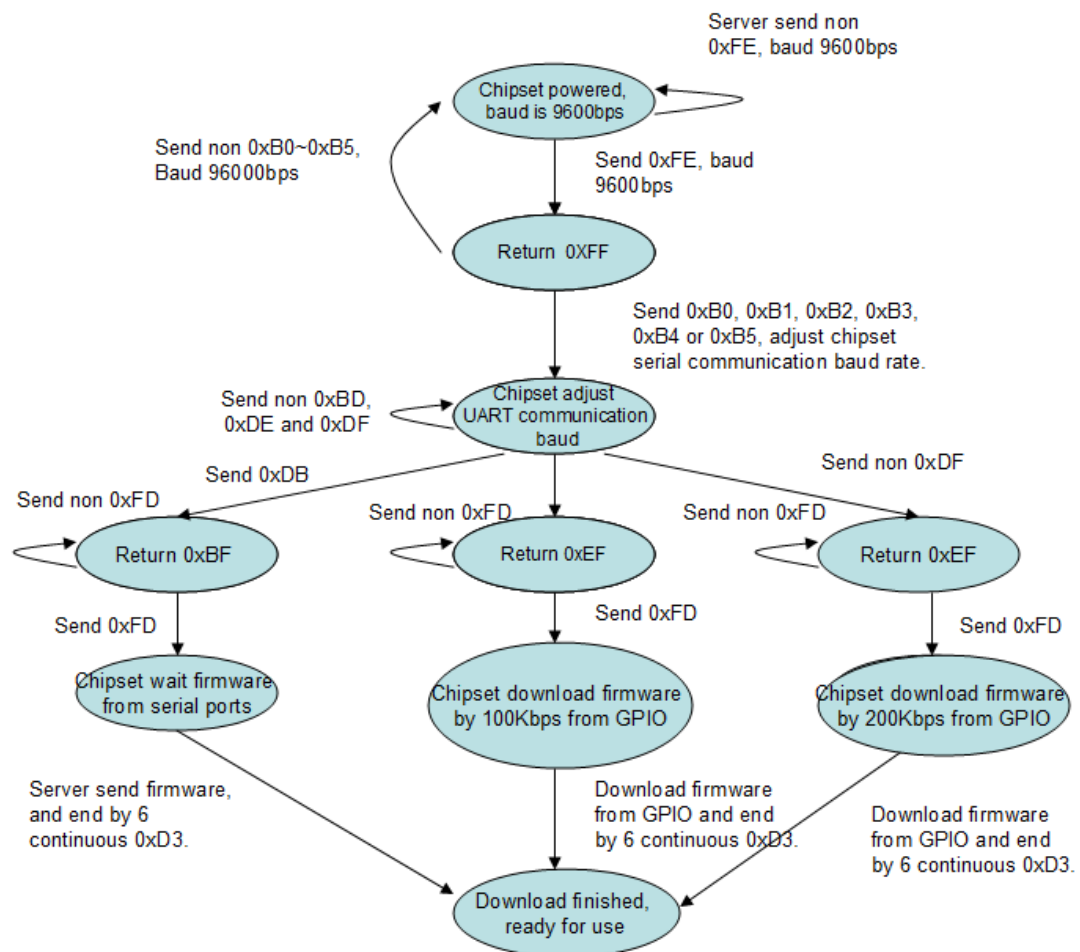 Server send non
0xFE, baud 9600bps
Chipset powered,
baud is 9600bps
Send non 0xB0~0xB5,
Baud 96000bps
Send 0xFE, baud
9600bps
Return 0XFF
Send 0xB0, 0xB1, 0xB2, 0xB3,
0xB4 or 0xB5, adjust chipset
serial communication baud rate.
Send non 0xBD,
0xDE and 0xDF
Chipset adjust
UART communication
baud
Send 0xDB
Send non 0xDF
Send non 0xFD
Send non 0xFD
Send non 0xFD
Return 0xBF
Return 0xEF
Return 0xEF
Send 0xFD
Send 0xFD
Send 0xFD
Chipset wait firmware
from serial ports
Chipset download firmware
by 100Kbps from GPIO
Chipset download firmware
by 200Kbps from GPIO
Server send firmware,
and end by 6
continuous 0xD3.
Download firmware
from GPIO and end
by 6 continuous 0xD3.
Download firmware
from GPIO and end
by 6 continuous 0xD3.
Download finished,
ready for use